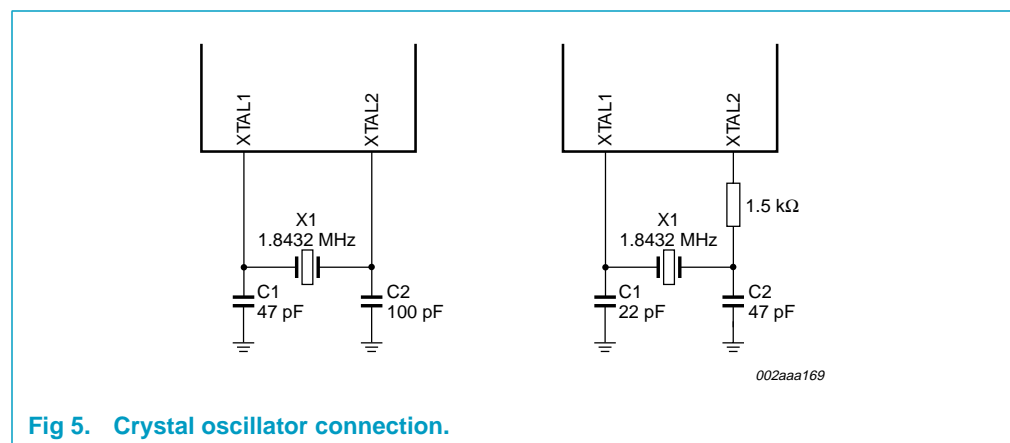 XTAL1
XTAL2
X1
1.8432 MHz
C1
47 pF
C2
100 pF
XTAL1
XTAL2
1.5 kΩ
X1
1.8432 MHz
C1
22 pF
C2
47 pF
002aaa169
Fig 5. Crystal oscillator connection.